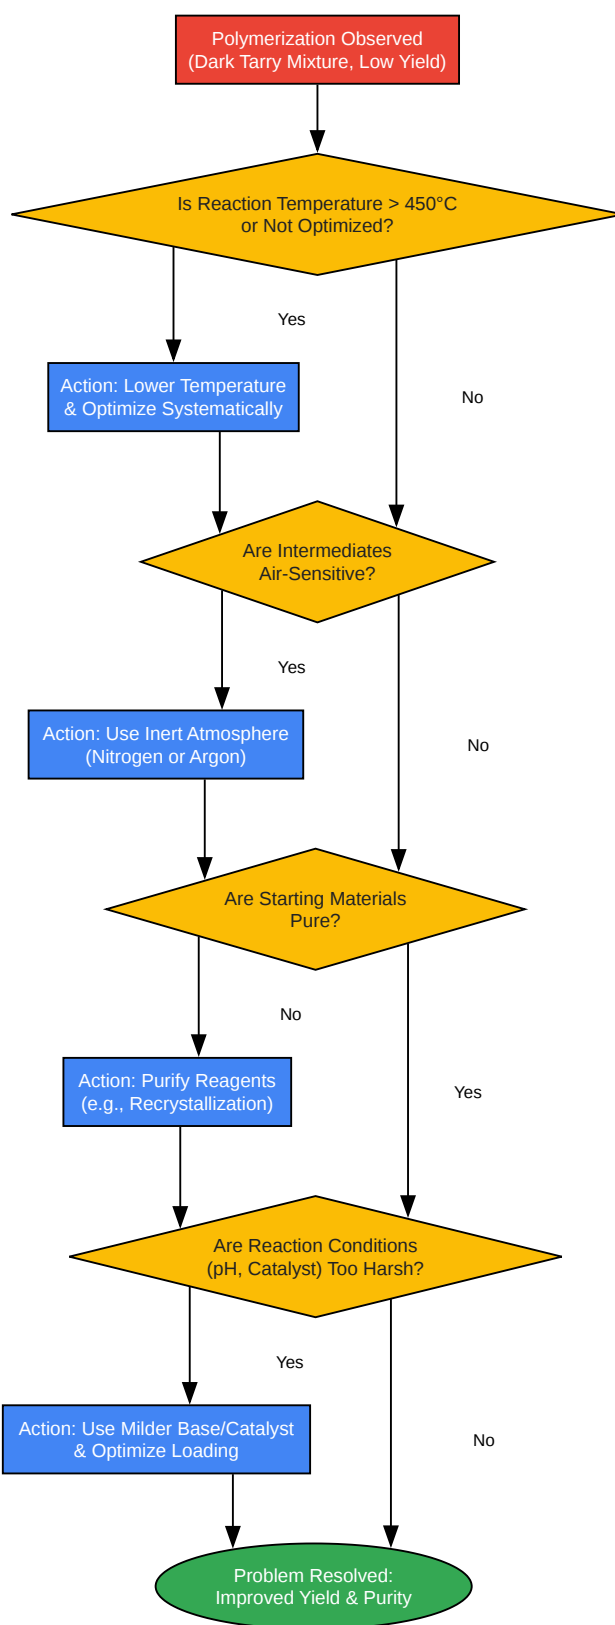 Polymerization Observed
(Dark Tarry Mixture, Low Yield)
Is Reaction Temperature > 450°C
or Not Optimized?
Yes
Action: Lower Temperature
& Optimize Systematically
No
Are Intermediates
Air-Sensitive?
Yes
Action: Use Inert Atmosphere
(Nitrogen or Argon)
No
Are Starting Materials
Pure?
No
Action: Purify Reagents
(e.g., Recrystallization)
Yes
Are Reaction Conditions
(pH, Catalyst) Too Harsh?
Yes
Action: Use Milder Base/Catalyst
& Optimize Loading
No
Problem Resolved:
Improved Yield & Purity